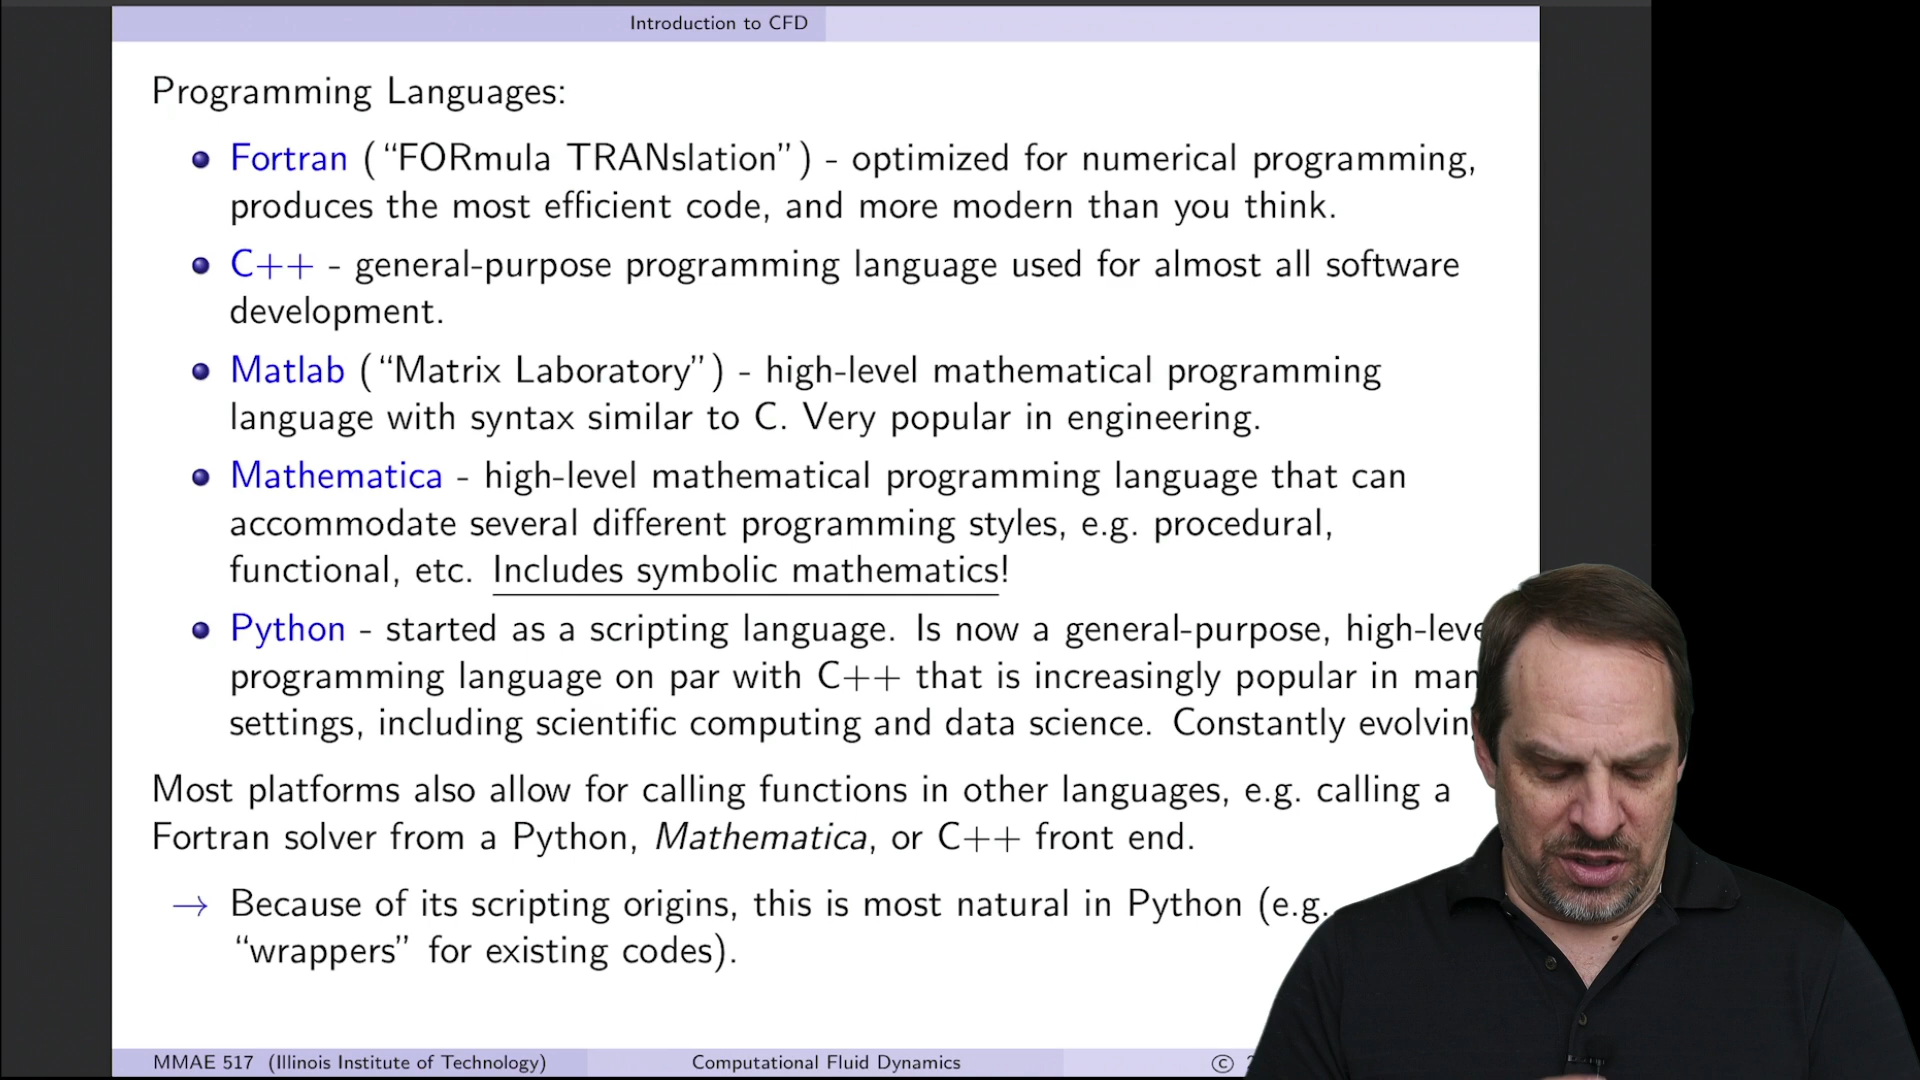 Introduction to CFD
Programming Languages:
Fortran (“FORmula TRANslation”) - optimized for numerical programming,
produces the most efficient code, and more modern than you think.
C++ - general-purpose programming language used for almost all software
development.
Matlab (“Matrix Laboratory”) - high-level mathematical programming
language with syntax similar to C. Very popular in engineering.
Mathematica - high-level mathematical programming language that can
accommodate several different programming styles, e.g. procedural,
functional, etc. Includes symbolic mathematics!
Python - started as a scripting language. Is now a general-purpose, high-leve
programming language on par with C++ that is increasingly popular in man
settings, including scientific computing and data science. Constantly evolvin
Most platforms also allow for calling functions in other languages, e.g. calling a
Fortran solver from a Python, Mathematica, or C++ front end.
→ Because of its scripting origins, this is most natural in Python (e.g.
“wrappers” for existing codes).
MMAE 517 (Illinois Institute of Technology) Computational Fluid Dynamics ©